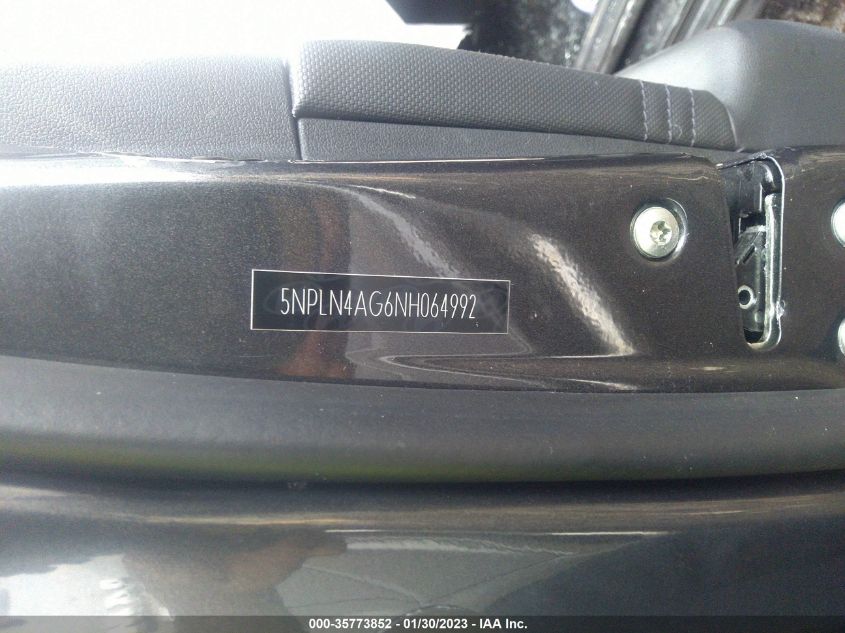 5NPLN4AG6NH064992
000-35773852 — 01/30/2023 — IAA Inc.